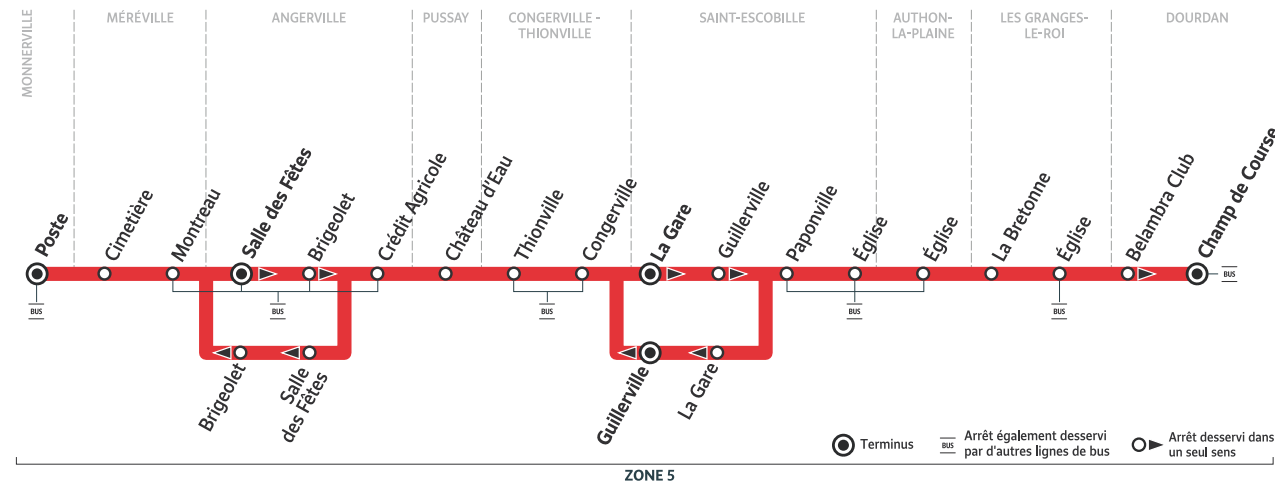 MONNERVILLE
MÉRÉVILLE
ANGERVILLE
PUSSAY
CONGERVILLE -
THIONVILLE
SAINT-ESCOBILLE
AUTHON-
LA-PLAINE
LES GRANGES-
LE-ROI
DOURDAN
Poste
Cimetière
Montreau
Salle des Fêtes
Brigeolet
Crédit Agricole
Château d'Eau
Thionville
Congerville
La Gare
Guillerville
Paponville
Église
Église
La Bretonne
Église
Belambra Club
Champ de Course
BUS
BUS
BUS
BUS
BUS
BUS
Brigeolet
Salle
des Fêtes
Guillerville
La Gare
Terminus
BUS
Arrêt également desservi
par d'autres lignes de bus
Arrêt desservi dans
un seul sens
ZONE 5